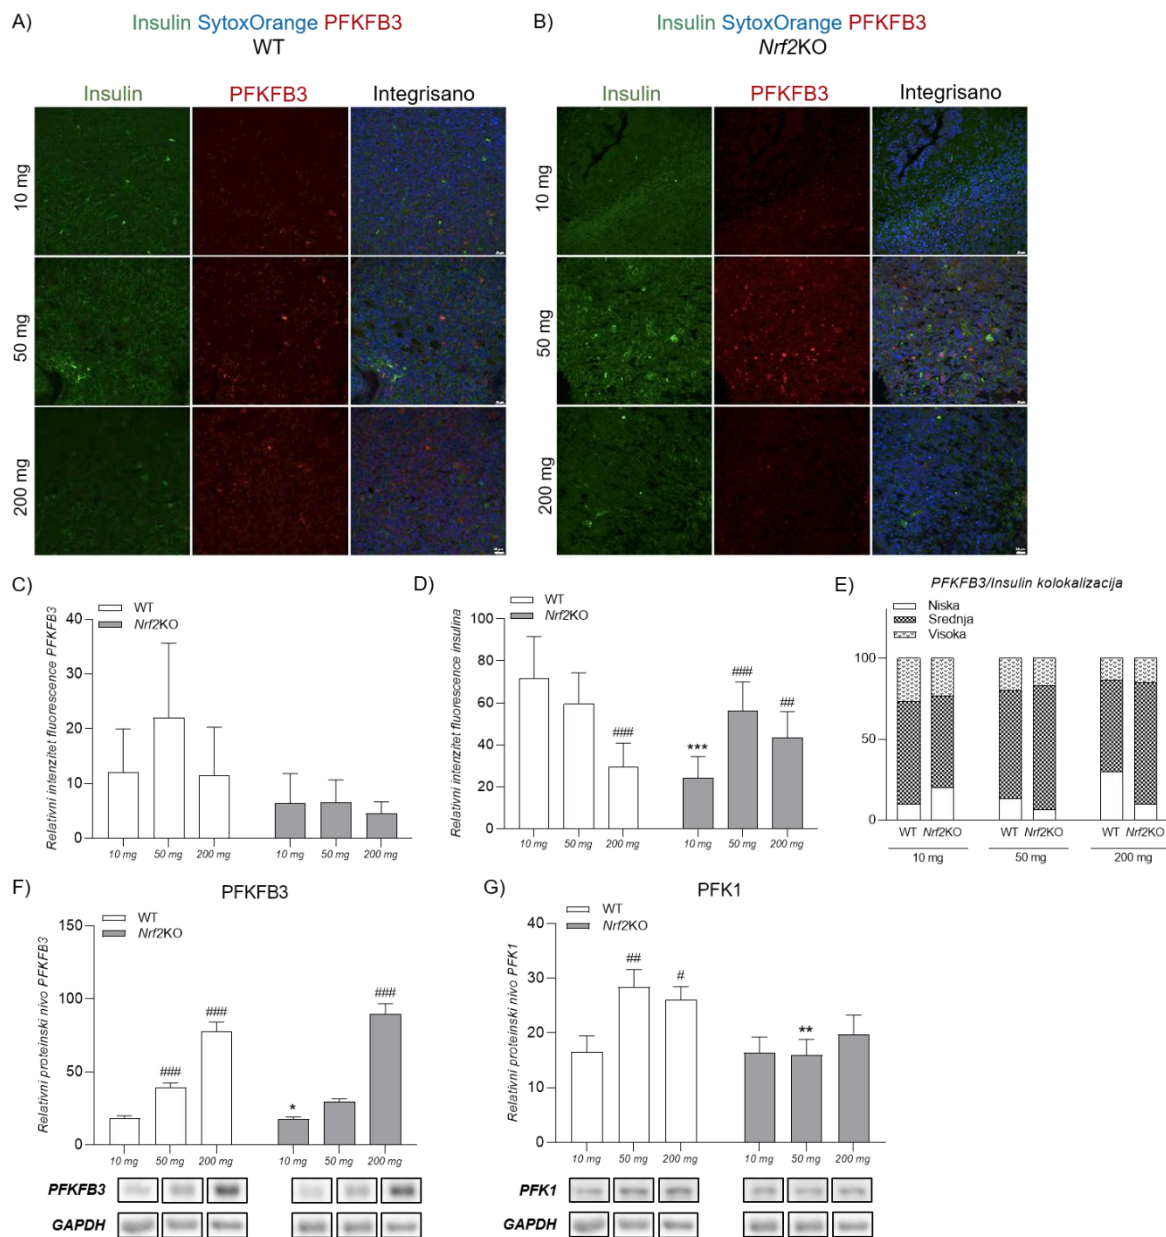 A)
Insulin SytoxOrange PFKFB3
WT
Insulin PFKFB3 Integrisano
10 mg
50 mg
200 mg
B)
Insulin SytoxOrange PFKFB3
Nrf2KO
Insulin PFKFB3 Integrisano
10 mg
50 mg
200 mg
C)
WT
Nrf2KO
Relativni intenzitet fluorescence PFKFB3
40
30
20
10
0
10 mg 50 mg 200 mg 10 mg 50 mg 200 mg
D)
WT
Nrf2KO
Relativni intenzitet fluorescence insulina
100
80
60
40
20
0
###
***
###
##
10 mg 50 mg 200 mg 10 mg 50 mg 200 mg
E)
PFKFB3/Insulin kolokalizacija
Niska
Srednja
Visoka
100
50
0
WT Nrf2KO WT Nrf2KO WT Nrf2KO
10 mg 50 mg 200 mg
F)
PFKFB3
WT
Nrf2KO
Relativni proteinski nivo PFKFB3
150
100
50
0
###
###
*
###
10 mg 50 mg 200 mg 10 mg 50 mg 200 mg
PFKFB3
GAPDH
G)
PFK1
WT
Nrf2KO
Relativni proteinski nivo PFK1
40
30
20
10
0
##
#
**
10 mg 50 mg 200 mg 10 mg 50 mg 200 mg
PFK1
GAPDH